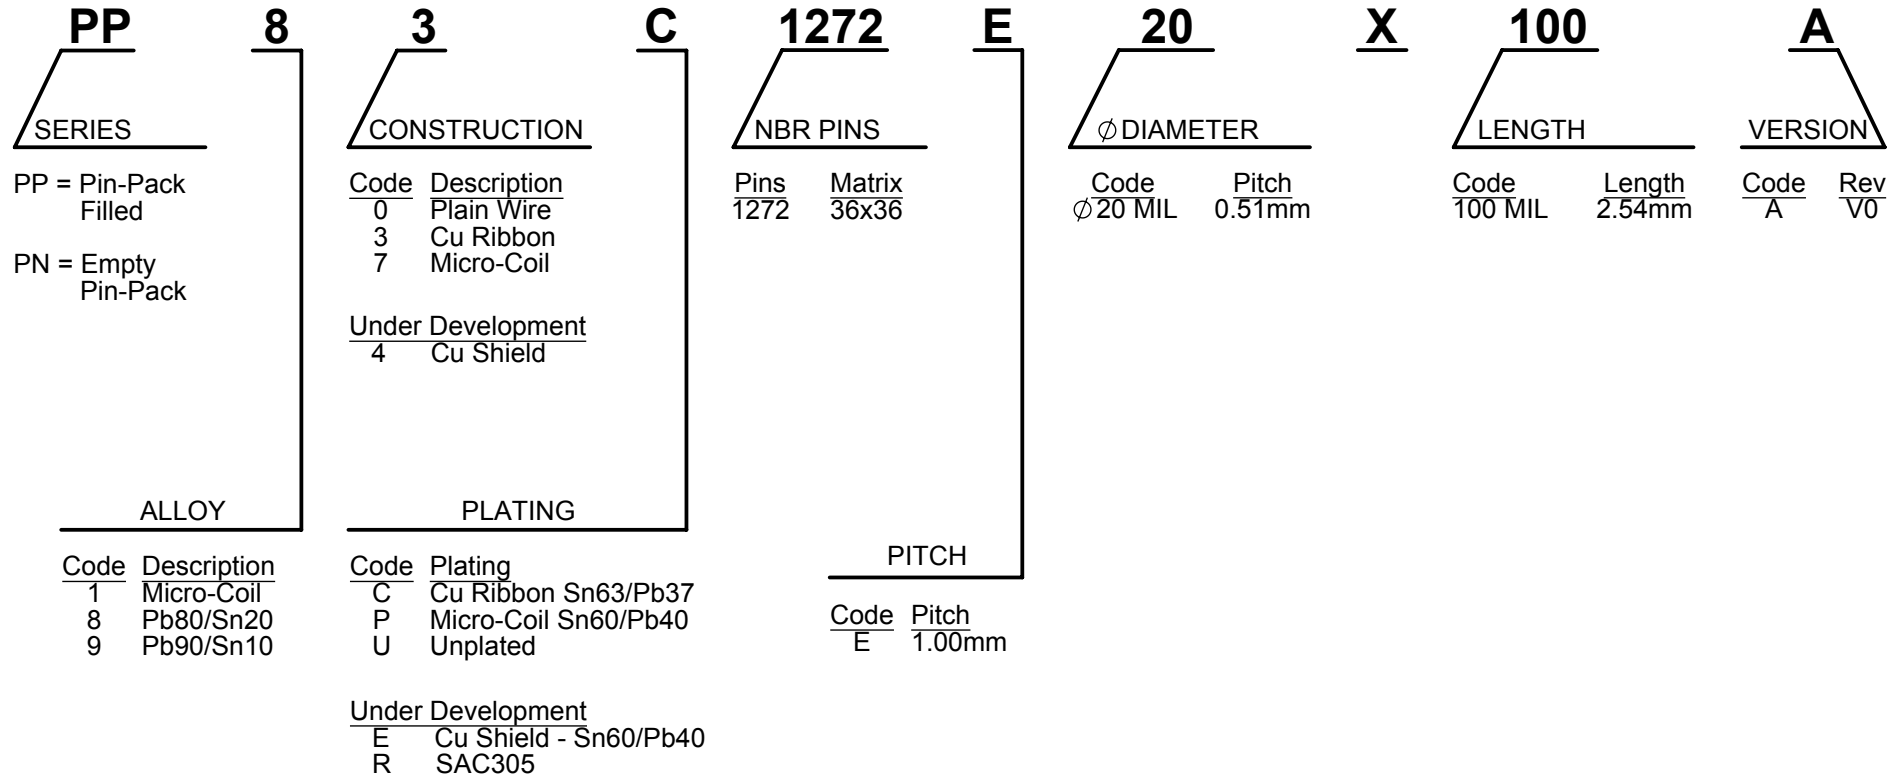 PP 8 3 C 1272 E 20 X 100 A
SERIES
PP = Pin-Pack
Filled
PN = Empty
Pin-Pack
CONSTRUCTION
Code Description
0 Plain Wire
3 Cu Ribbon
7 Micro-Coil
Under Development
4 Cu Shield
NBR PINS
Pins Matrix
1272 36x36
∅ DIAMETER
Code Pitch
∅ 20 MIL 0.51mm
LENGTH
Code Length
100 MIL 2.54mm
VERSION
Code Rev
A V0
ALLOY
Code Description
1 Micro-Coil
8 Pb80/Sn20
9 Pb90/Sn10
PLATING
Code Plating
C Cu Ribbon Sn63/Pb37
P Micro-Coil Sn60/Pb40
U Unplated
Under Development
E Cu Shield - Sn60/Pb40
R SAC305
PITCH
Code Pitch
E 1.00mm